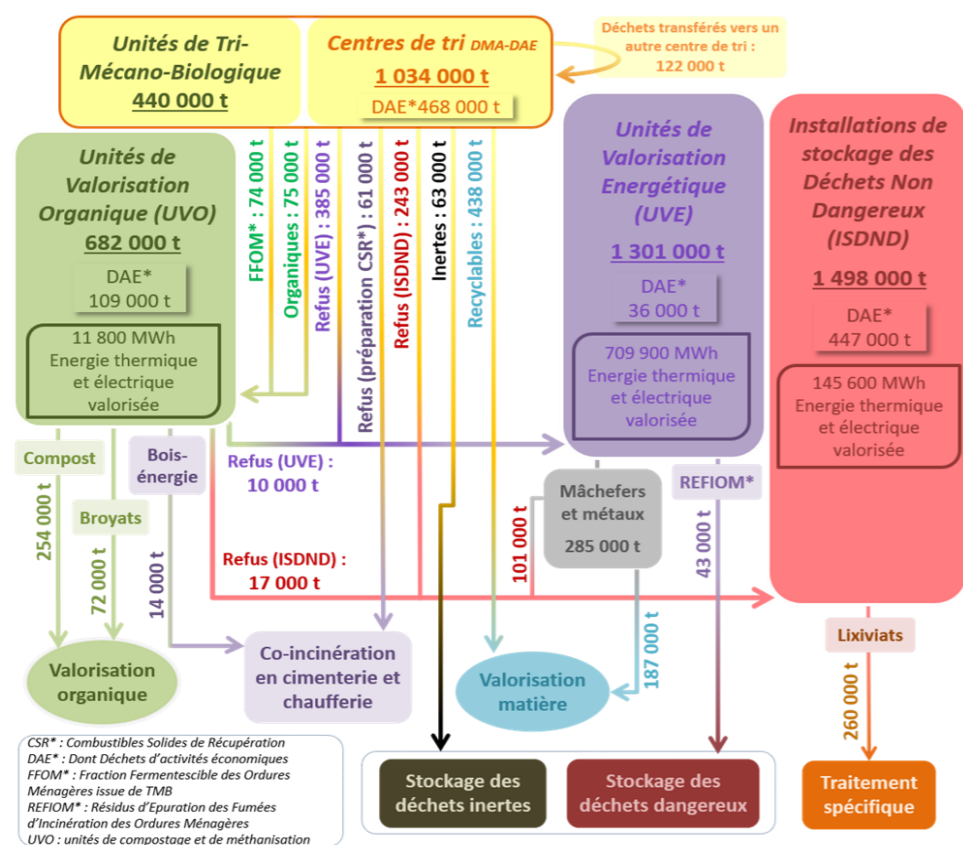 Unités de Tri-
Mécano-Biologique
440 000 t
Centres de tri DMA-DAE
1 034 000 t
DAE*468 000 t
Déchets transférés vers un
autre centre de tri :
122 000 t
Unités de
Valorisation
Organique (UVO)
682 000 t
DAE*
109 000 t
11 800 MWh
Energie thermique
et électrique
valorisée
FFOM* : 74 000 t
Organiques : 75 000 t
Refus (UVE) : 385 000 t
Refus (préparation CSR*) : 61 000 t
Refus (ISDND) : 243 000 t
Inertes : 63 000 t
Recyclables : 438 000 t
Unités de
Valorisation
Energétique
(UVE)
1 301 000 t
DAE*
36 000 t
709 900 MWh
Energie thermique
et électrique
valorisée
Installations de
stockage des
Déchets Non
Dangereux
(ISDND)
1 498 000 t
DAE*
447 000 t
145 600 MWh
Energie thermique
et électrique
valorisée
Compost
254 000 t
Broyats
72 000 t
Bois-
énergie
14 000 t
Refus (UVE) :
10 000 t
Refus (ISDND) :
17 000 t
101 000 t
Mâchefers
et métaux
285 000 t
187 000 t
REFIOM*
43 000 t
Lixiviats
260 000 t
Valorisation
organique
Co-incinération
en cimenterie et
chaufferie
Valorisation
matière
CSR* : Combustibles Solides de Récupération
DAE* : Dont Déchets d'activités économiques
FFOM* : Fraction Fermentescible des Ordures
Ménagères issue de TMB
REFIOM* : Résidus d'Epuration des Fumées
d'Incinération des Ordures Ménagères
UVO : unités de compostage et de méthanisation
Stockage des
déchets inertes
Stockage des
déchets dangereux
Traitement
spécifique